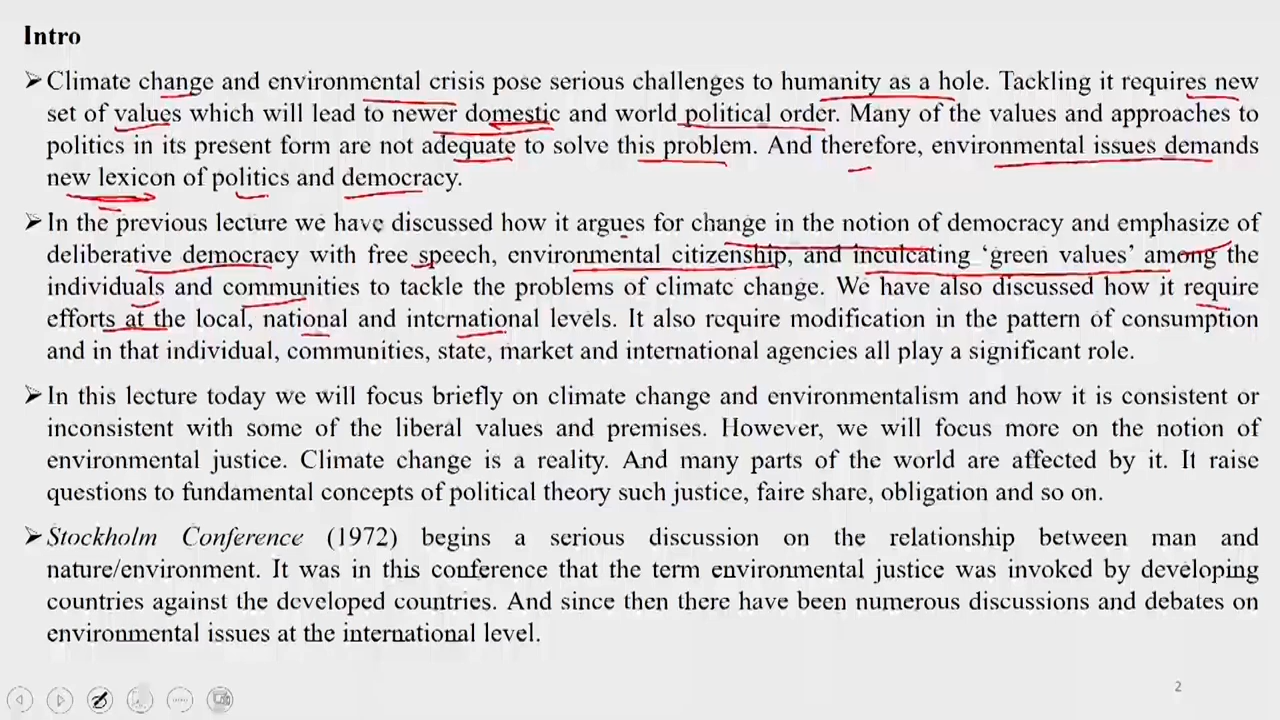 Intro
➢Climate change and environmental crisis pose serious challenges to humanity as a hole. Tackling it requires new
set of values which will lead to newer domestic and world political order. Many of the values and approaches to
politics in its present form are not adequate to solve this problem. And therefore, environmental issues demands
new lexicon of politics and democracy.
➢In the previous lecture we have discussed how it argues for change in the notion of democracy and emphasize of
deliberative democracy with free speech, environmental citizenship, and inculcating ‘green values’ among the
individuals and communities to tackle the problems of climate change. We have also discussed how it require
efforts at the local, national and international levels. It also require modification in the pattern of consumption
and in that individual, communities, state, market and international agencies all play a significant role.
➢In this lecture today we will focus briefly on climate change and environmentalism and how it is consistent or
inconsistent with some of the liberal values and premises. However, we will focus more on the notion of
environmental justice. Climate change is a reality. And many parts of the world are affected by it. It raise
questions to fundamental concepts of political theory such justice, faire share, obligation and so on.
➢Stockholm Conference (1972) begins a serious discussion on the relationship between man and
nature/environment. It was in this conference that the term environmental justice was invoked by developing
countries against the developed countries. And since then there have been numerous discussions and debates on
environmental issues at the international level.
2